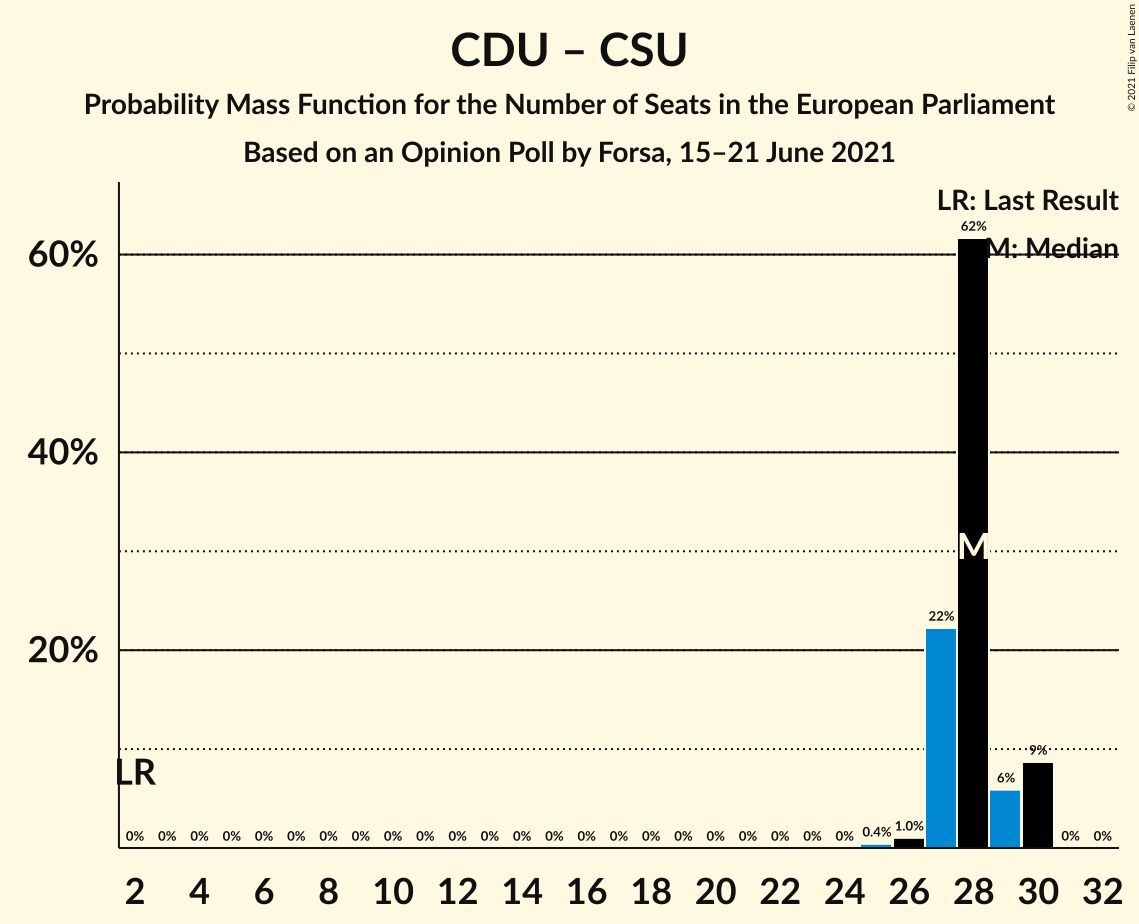 CDU – CSU
Probability Mass Function for the Number of Seats in the European Parliament
Based on an Opinion Poll by Forsa, 15–21 June 2021
© 2021 Filip van Laenen
LR: Last Result
M: Median
62%
60%
40%
M
22%
20%
9%
LR
6%
0% 0% 0% 0% 0% 0% 0% 0% 0% 0% 0% 0% 0% 0% 0% 0% 0% 0% 0% 0% 0% 0% 0% 0.4% 1.0% 0% 0%
2 4 6 8 10 12 14 16 18 20 22 24 26 28 30 32